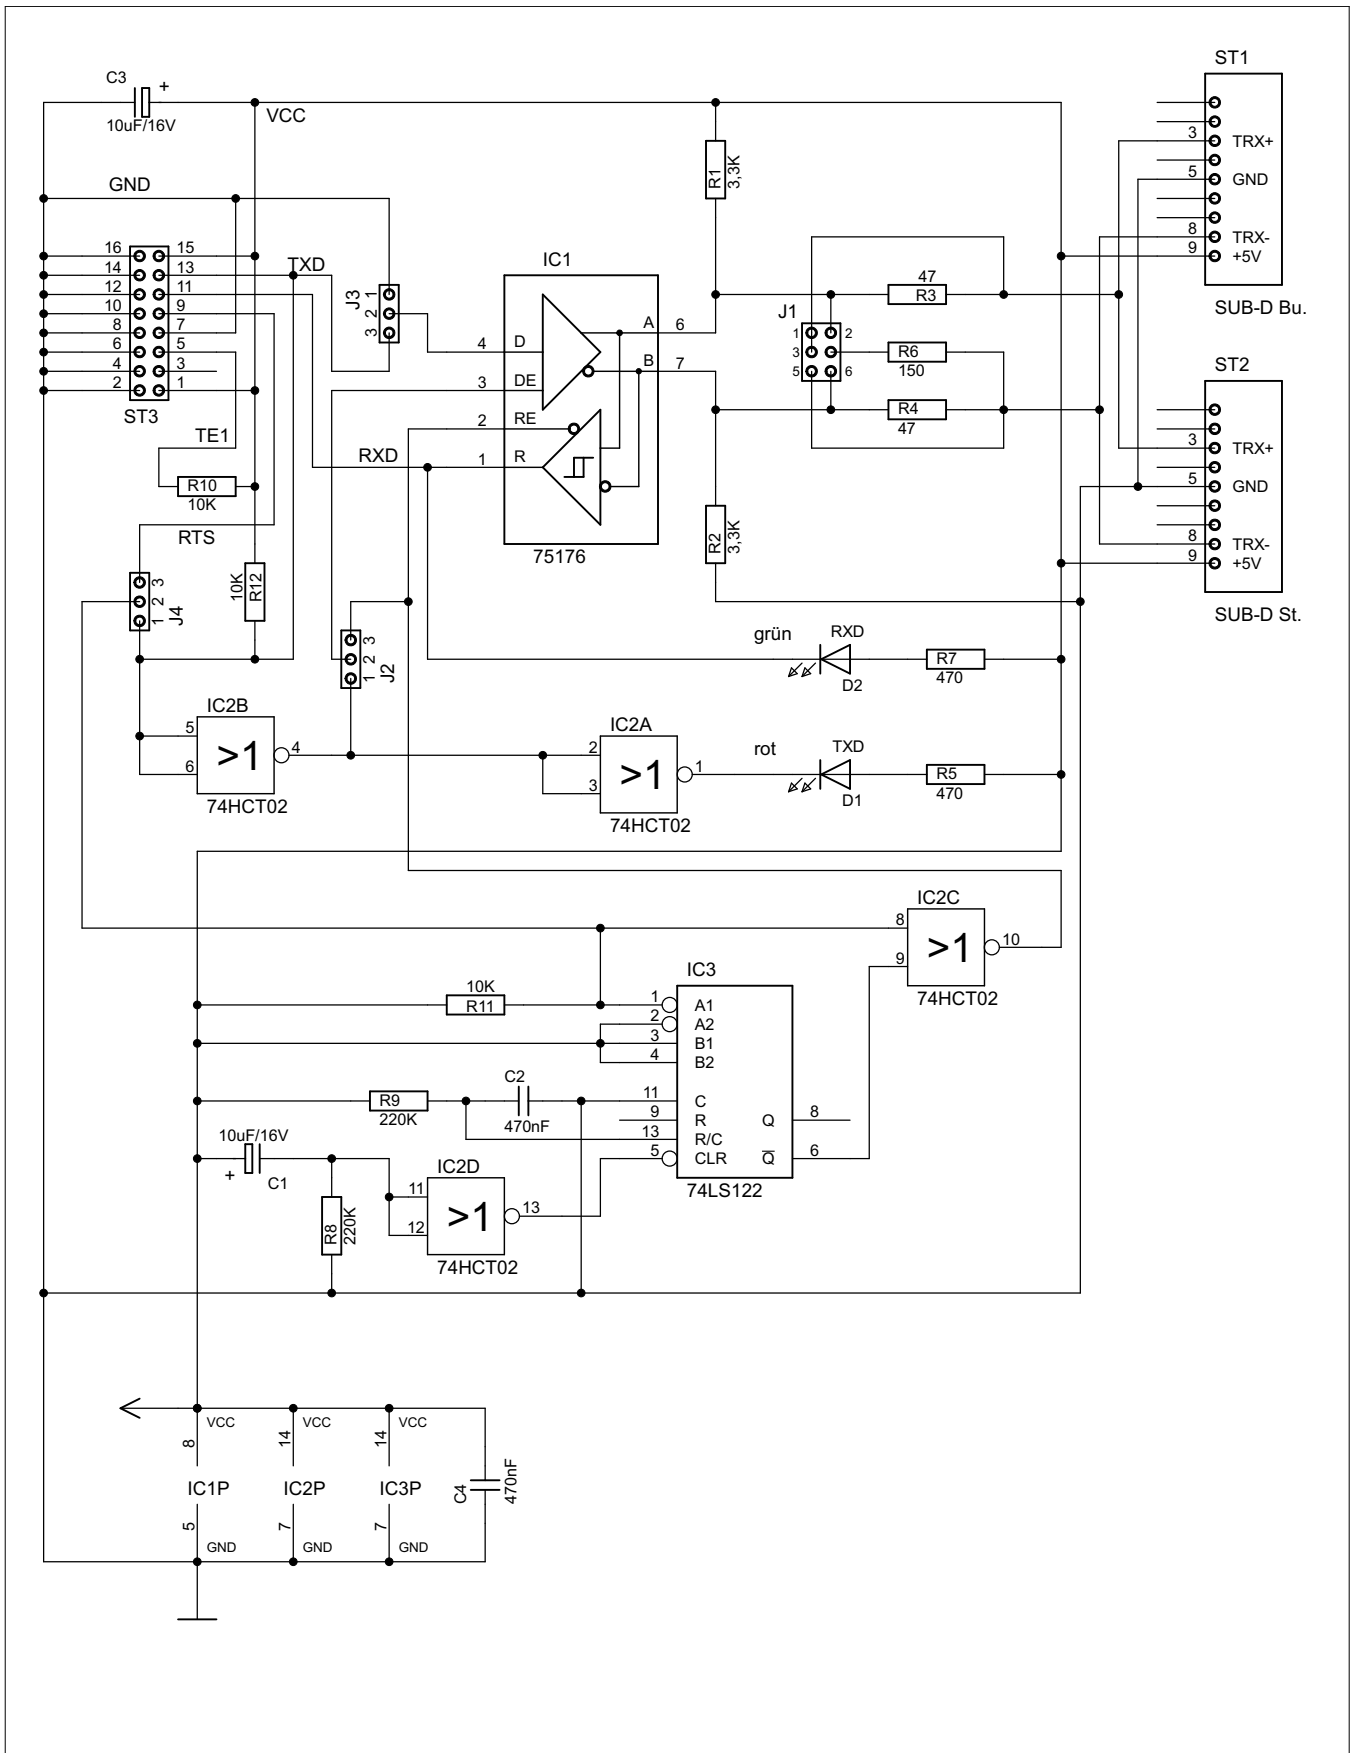 ST1
C3
+
10uF/16V
VCC
3 TRX+
5 GND
8 TRX-
9 +5V
SUB-D Bu.
R1
3,3K
GND
16 15
14 13
12 11
10 9
8 7
6 5
4 3
2 1
ST3
TXD
J3
1
2
3
IC1
A 6
B 7
4 D
3 DE
2 RE
1 R
75176
47
R3
J1
1 2
3 4
5 6
R6
150
R4
47
ST2
3 TRX+
5 GND
8 TRX-
9 +5V
SUB-D St.
TE1
RXD
R10
10K
RTS
R2
3,3K
10K
R12
3
2
1
J4
3
2
1
J2
grün RXD
D2
R7
470
IC2B
5
6
>1
4
74HCT02
IC2A
2
3
>1
1
74HCT02
rot TXD
D1
R5
470
IC2C
8
9
>1
10
74HCT02
10K
R11
IC3
1 A1
2 A2
3 B1
4 B2
11 C
9 R
13 R/C
5 CLR
Q 8
Q 6
74LS122
C2
470nF
R9
220K
10uF/16V
+
C1
R8
220K
IC2D
11
12
>1
13
74HCT02
VCC VCC VCC
8 14 14
IC1P IC2P IC3P
5 7 7
GND GND GND
C4
470nF